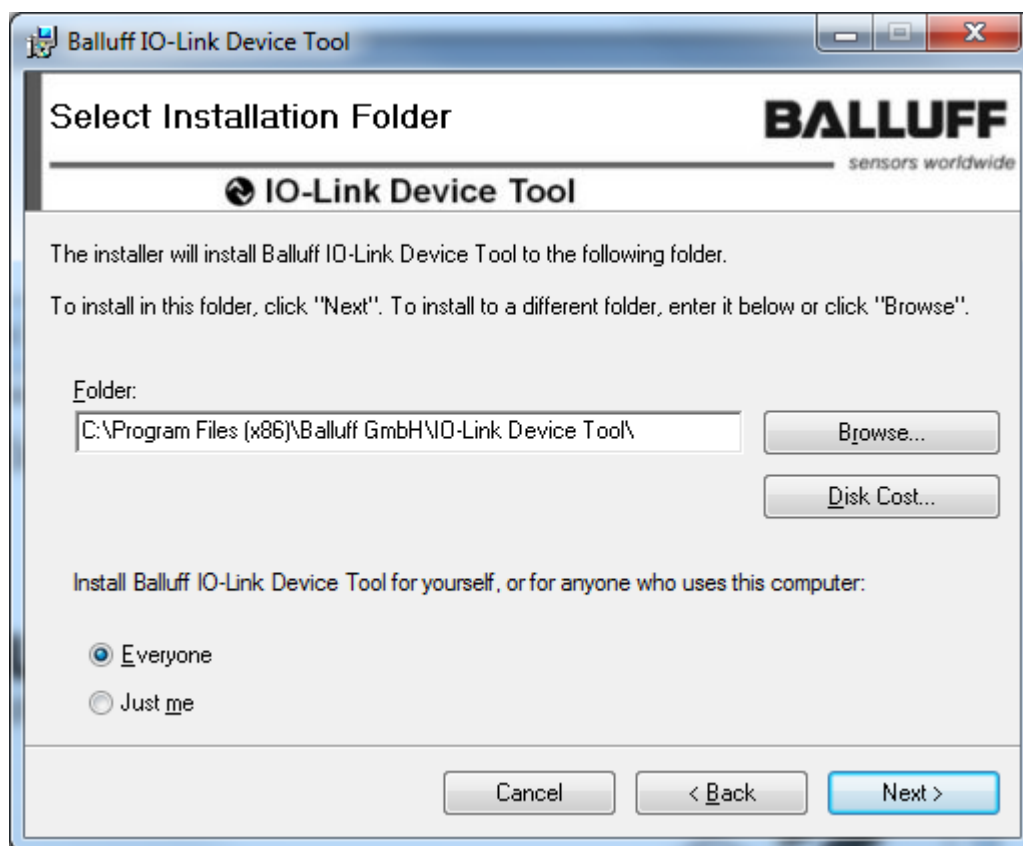 Balluff IO-Link Device Tool
Select Installation Folder
BALLUFF
sensors worldwide
IO-Link Device Tool
The installer will install Balluff IO-Link Device Tool to the following folder.
To install in this folder, click "Next". To install to a different folder, enter it below or click "Browse".
Folder:
C:\Program Files (x86)\Balluff GmbH\IO-Link Device Tool\
Browse...
Disk Cost...
Install Balluff IO-Link Device Tool for yourself, or for anyone who uses this computer:
Everyone
Just me
Cancel
< Back
Next >